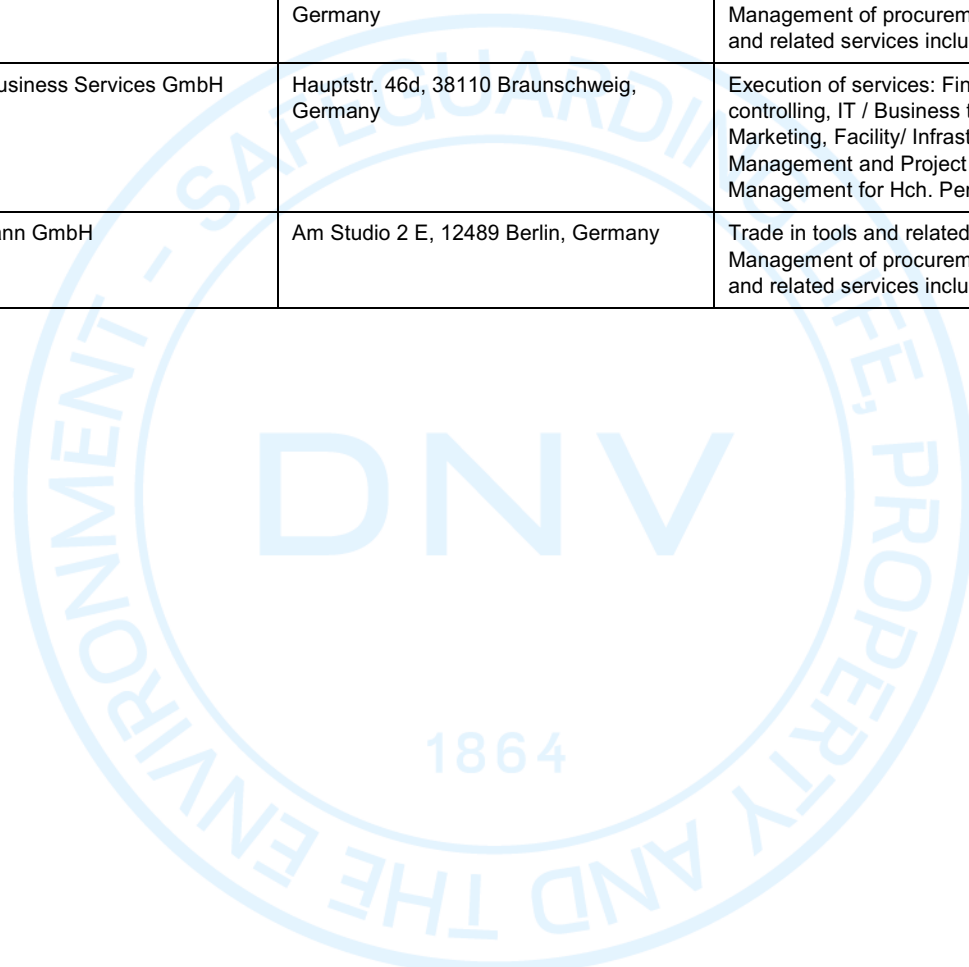 Germany
Management of procurem
and related services inclu
usiness Services GmbH
Hauptstr. 46d, 38110 Braunschweig,
Germany
Execution of services: Fin
controlling, IT / Business t
Marketing, Facility/ Infrast
Management and Project
Management for Hch. Per
ann GmbH
Am Studio 2 E, 12489 Berlin, Germany
Trade in tools and related
Management of procurem
and related services inclu
SAFEGUARDING LIFE, PROPERTY AND THE ENVIRONMENT -
DNV
1864